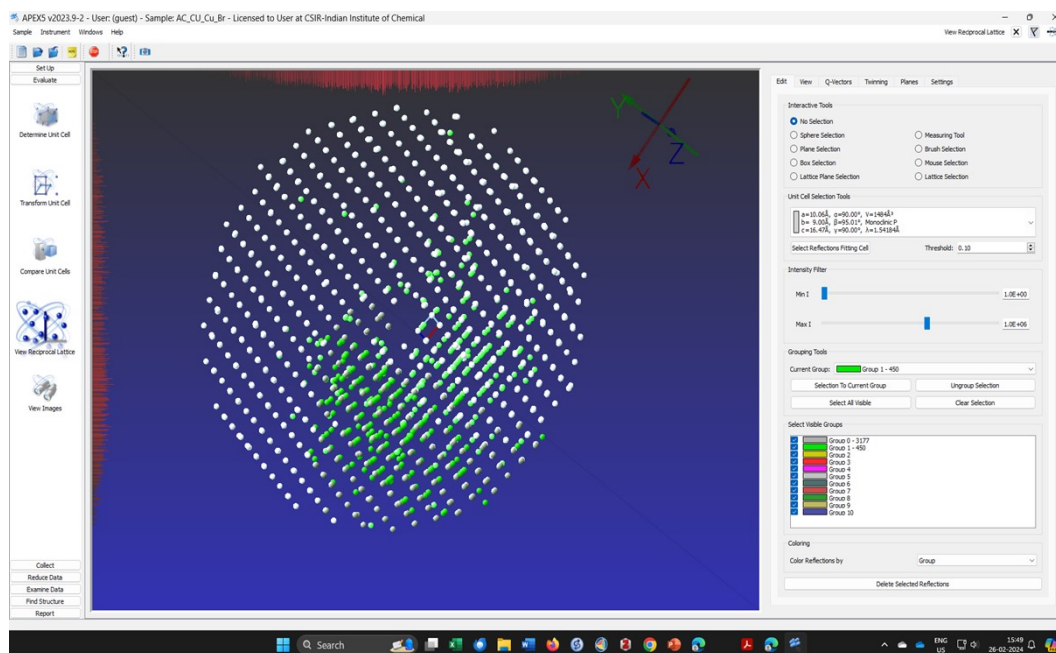 APEX5 v2023.9-2 - User: (guest) - Sample: AC_CU_Cu_Br - Licensed to User at CSIR-Indian Institute of Chemical
Sample Instrument Windows Help
View Reciprocal Lattice
Set Up
Evaluate
Determine Unit Cell
Transform Unit Cell
Compare Unit Cells
View Reciprocal Lattice
View Images
Collect
Reduce Data
Examine Data
Find Structure
Report
Y
Z
X
Edit View Q-Vectors Twinning Planes Settings
Interactive Tools
No Selection
Sphere Selection Measuring Tool
Plane Selection Brush Selection
Box Selection Mouse Selection
Lattice Plane Selection Lattice Selection
Unit Cell Selection Tools
a=10.06Å, α=90.00°, V=1484Å³
b= 9.00Å, β=95.01°, Monoclinic P
c=16.47Å, γ=90.00°, λ=1.54184Å
Select Reflections Fitting Cell Threshold: 0.10
Intensity Filter
Min I 1.0E+00
Max I 1.0E+06
Grouping Tools
Current Group: Group 1 - 450
Selection To Current Group Ungroup Selection
Select All Visible Clear Selection
Select Visible Groups
Group 0 - 3177
Group 1 - 450
Group 2
Group 3
Group 4
Group 5
Group 6
Group 7
Group 8
Group 9
Group 10
Coloring
Color Reflections by Group
Delete Selected Reflections
Search
ENG
US
15:49
26-02-2024